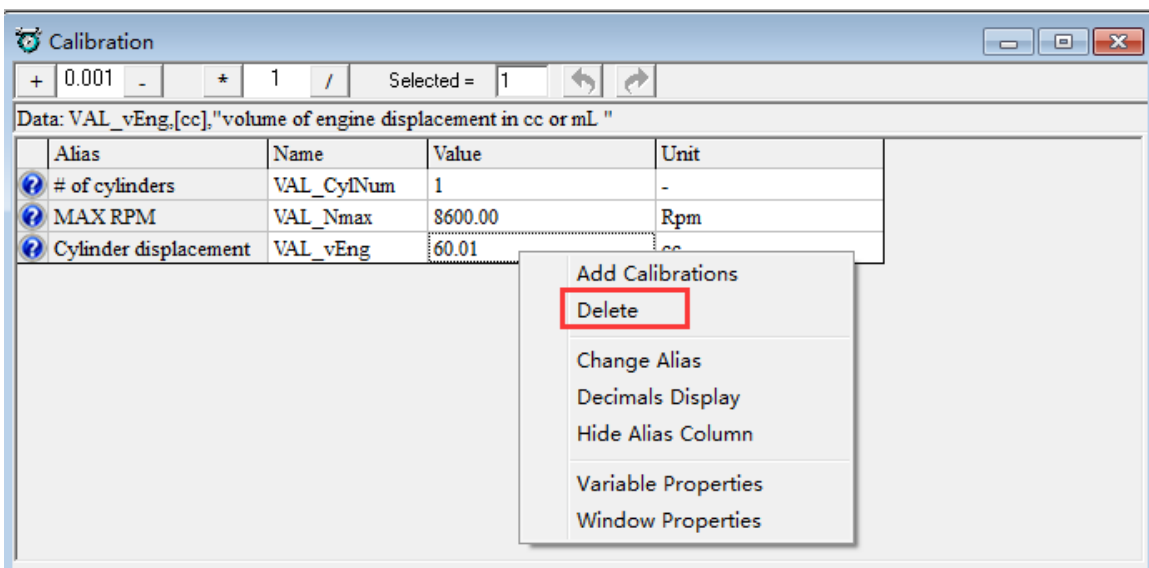 Calibration
+ 0.001 - * 1 / Selected = 1
Data: VAL_vEng,[cc],"volume of engine displacement in cc or mL "
Alias Name Value Unit
# of cylinders VAL_CylNum 1 -
MAX RPM VAL_Nmax 8600.00 Rpm
Cylinder displacement VAL_vEng 60.01 cc
Add Calibrations
Delete
Change Alias
Decimals Display
Hide Alias Column
Variable Properties
Window Properties